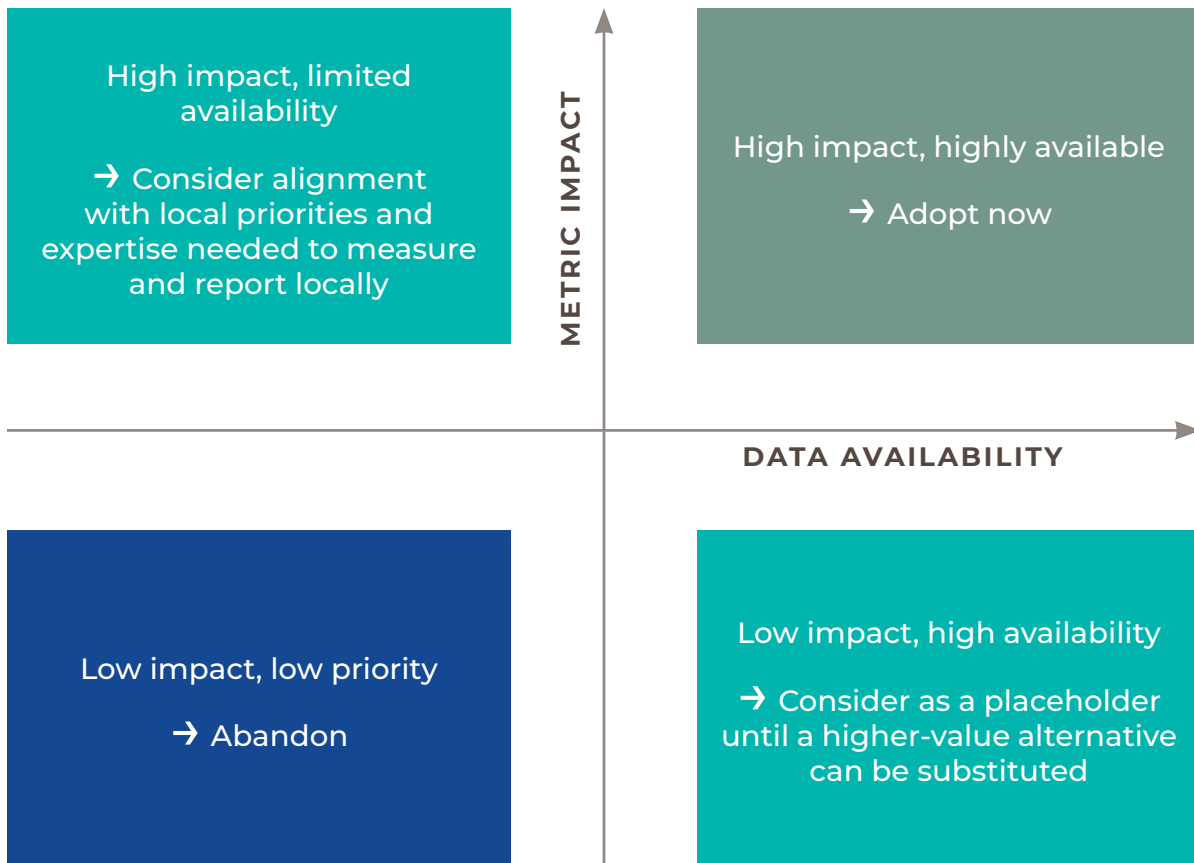 High impact, limited
availability
→ Consider alignment
with local priorities and
expertise needed to measure
and report locally
METRIC IMPACT
High impact, highly available
→ Adopt now
DATA AVAILABILITY
Low impact, low priority
→ Abandon
Low impact, high availability
→ Consider as a placeholder
until a higher-value alternative
can be substituted